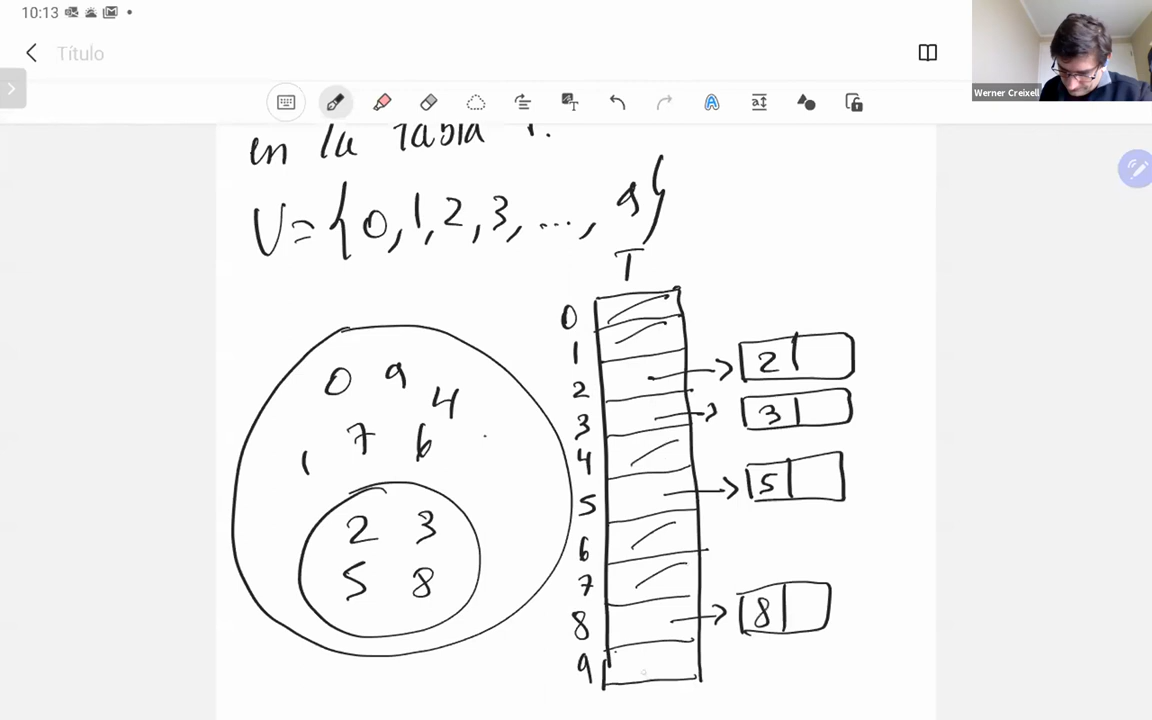 10:13
Título
Werner Creixell
en la Tabla T.
U={0,1,2,3,...,9}
T
0
1
2 2
3 3
4
5 5
6
7
8 8
9
0 9
4
1 7 6
2 3
5 8